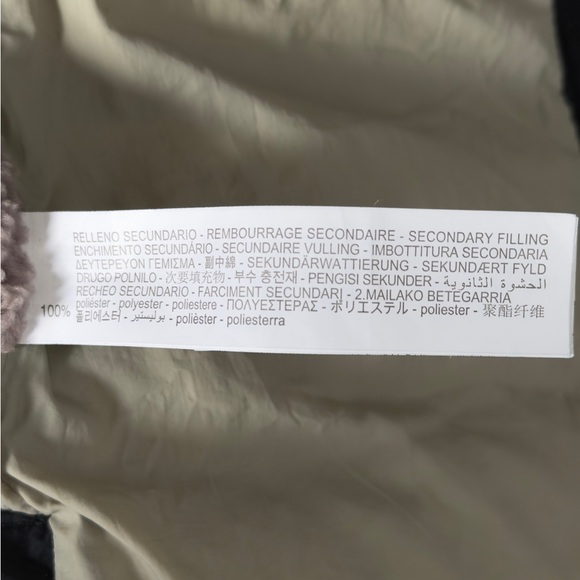 RELLENO SECUNDARIO - REMBOURRAGE SECONDAIRE - SECONDARY FILLING
ENCHIMENTO SECUNDÁRIO - SECUNDAIRE VULLING - IMBOTTITURA SECONDARIA
ΔΕΥΤΕΡΕΥΟΝ ΓΕΜΙΣΜΑ - 副中綿 - SEKUNDÄRWATTIERUNG - SEKUNDÆRT FYLD
DRUGO POLNILO - 次要填充物 - 부수 충전재 - PENGISI SEKUNDER - الحشوة الثانوية
RECHEO SECUNDARIO - FARCIMENT SECUNDARI - 2.MAILAKO BETEGARRIA
100% poliéster - polyester - poliestere - ΠΟΛΥΕΣΤΕΡΑΣ - ポリエステル - poliester - 聚酯纤维
폴리에스터 - بوليستير - polièster - poliesterra